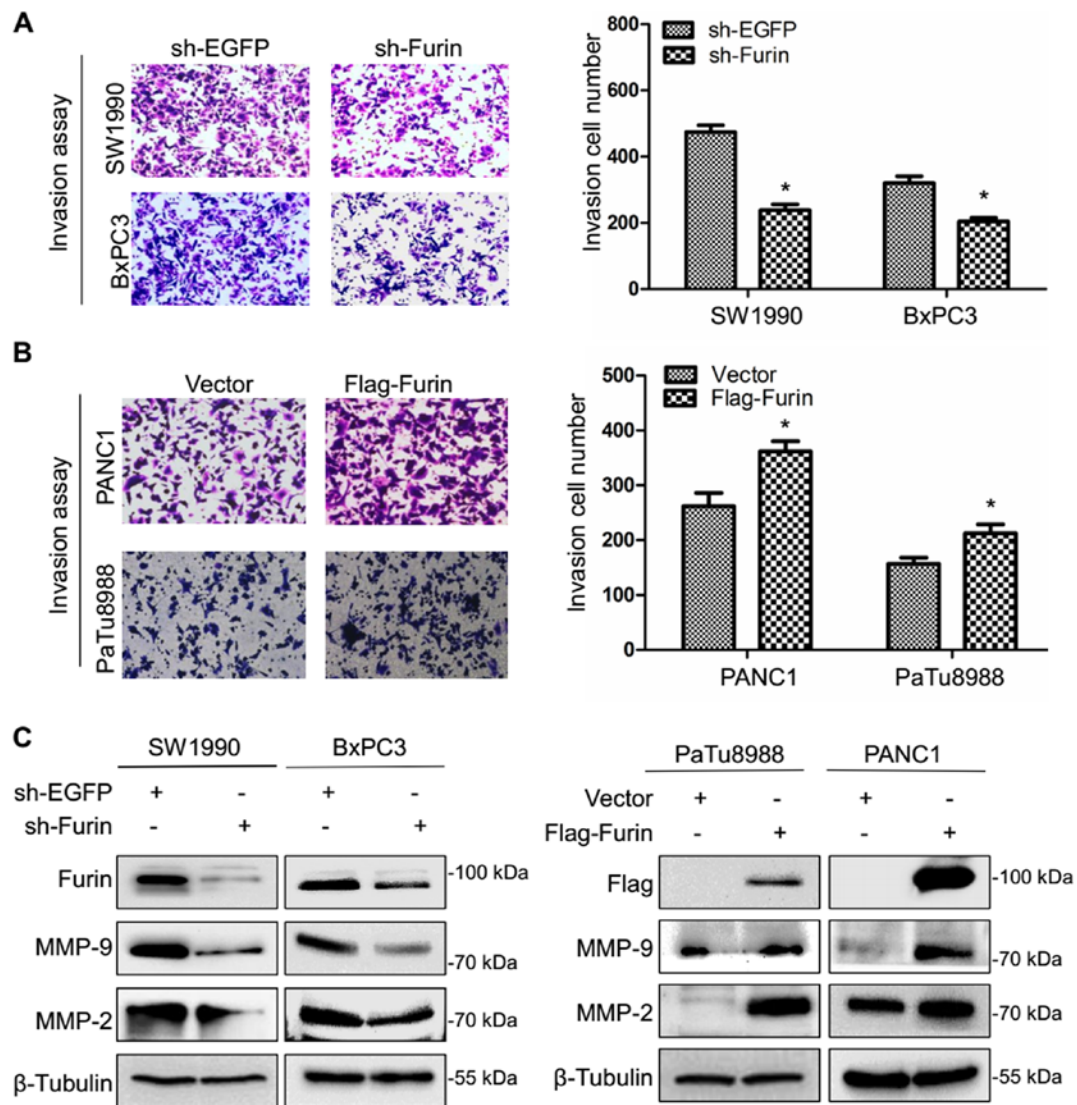 A
sh-EGFP sh-Furin
Invasion assay
SW1990
BxPC3
Invasion cell number
800
600
400
200
0
sh-EGFP
sh-Furin
* *
SW1990 BxPC3
B
Vector Flag-Furin
Invasion assay
PANC1
PaTu8988
Invasion cell number
500
400
300
200
100
0
Vector
Flag-Furin
* *
PANC1 PaTu8988
C
SW1990 BxPC3
sh-EGFP + - + -
sh-Furin - + - +
Furin -100 kDa
MMP-9 -70 kDa
MMP-2 -70 kDa
β-Tubulin -55 kDa
PaTu8988 PANC1
Vector + - + -
Flag-Furin - + - +
Flag -100 kDa
MMP-9 -70 kDa
MMP-2 -70 kDa
β-Tubulin -55 kDa